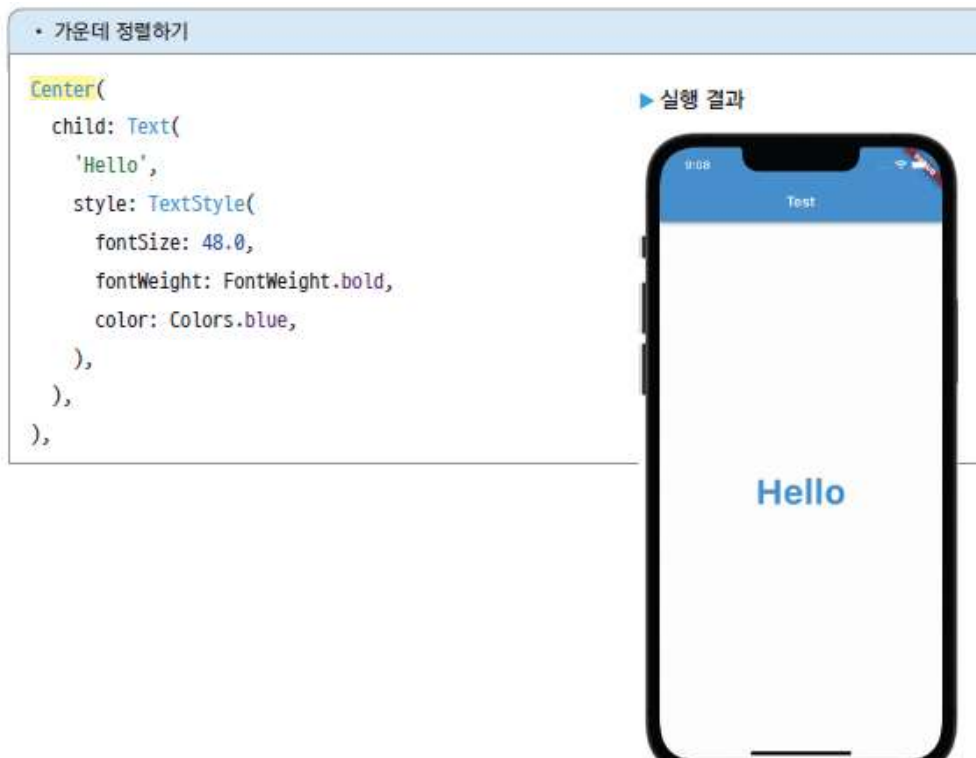 • 가운데 정렬하기
Center(
child: Text(
'Hello',
style: TextStyle(
fontSize: 48.0,
fontWeight: FontWeight.bold,
color: Colors.blue,
),
),
),
▶ 실행 결과
9:08
Test
Hello